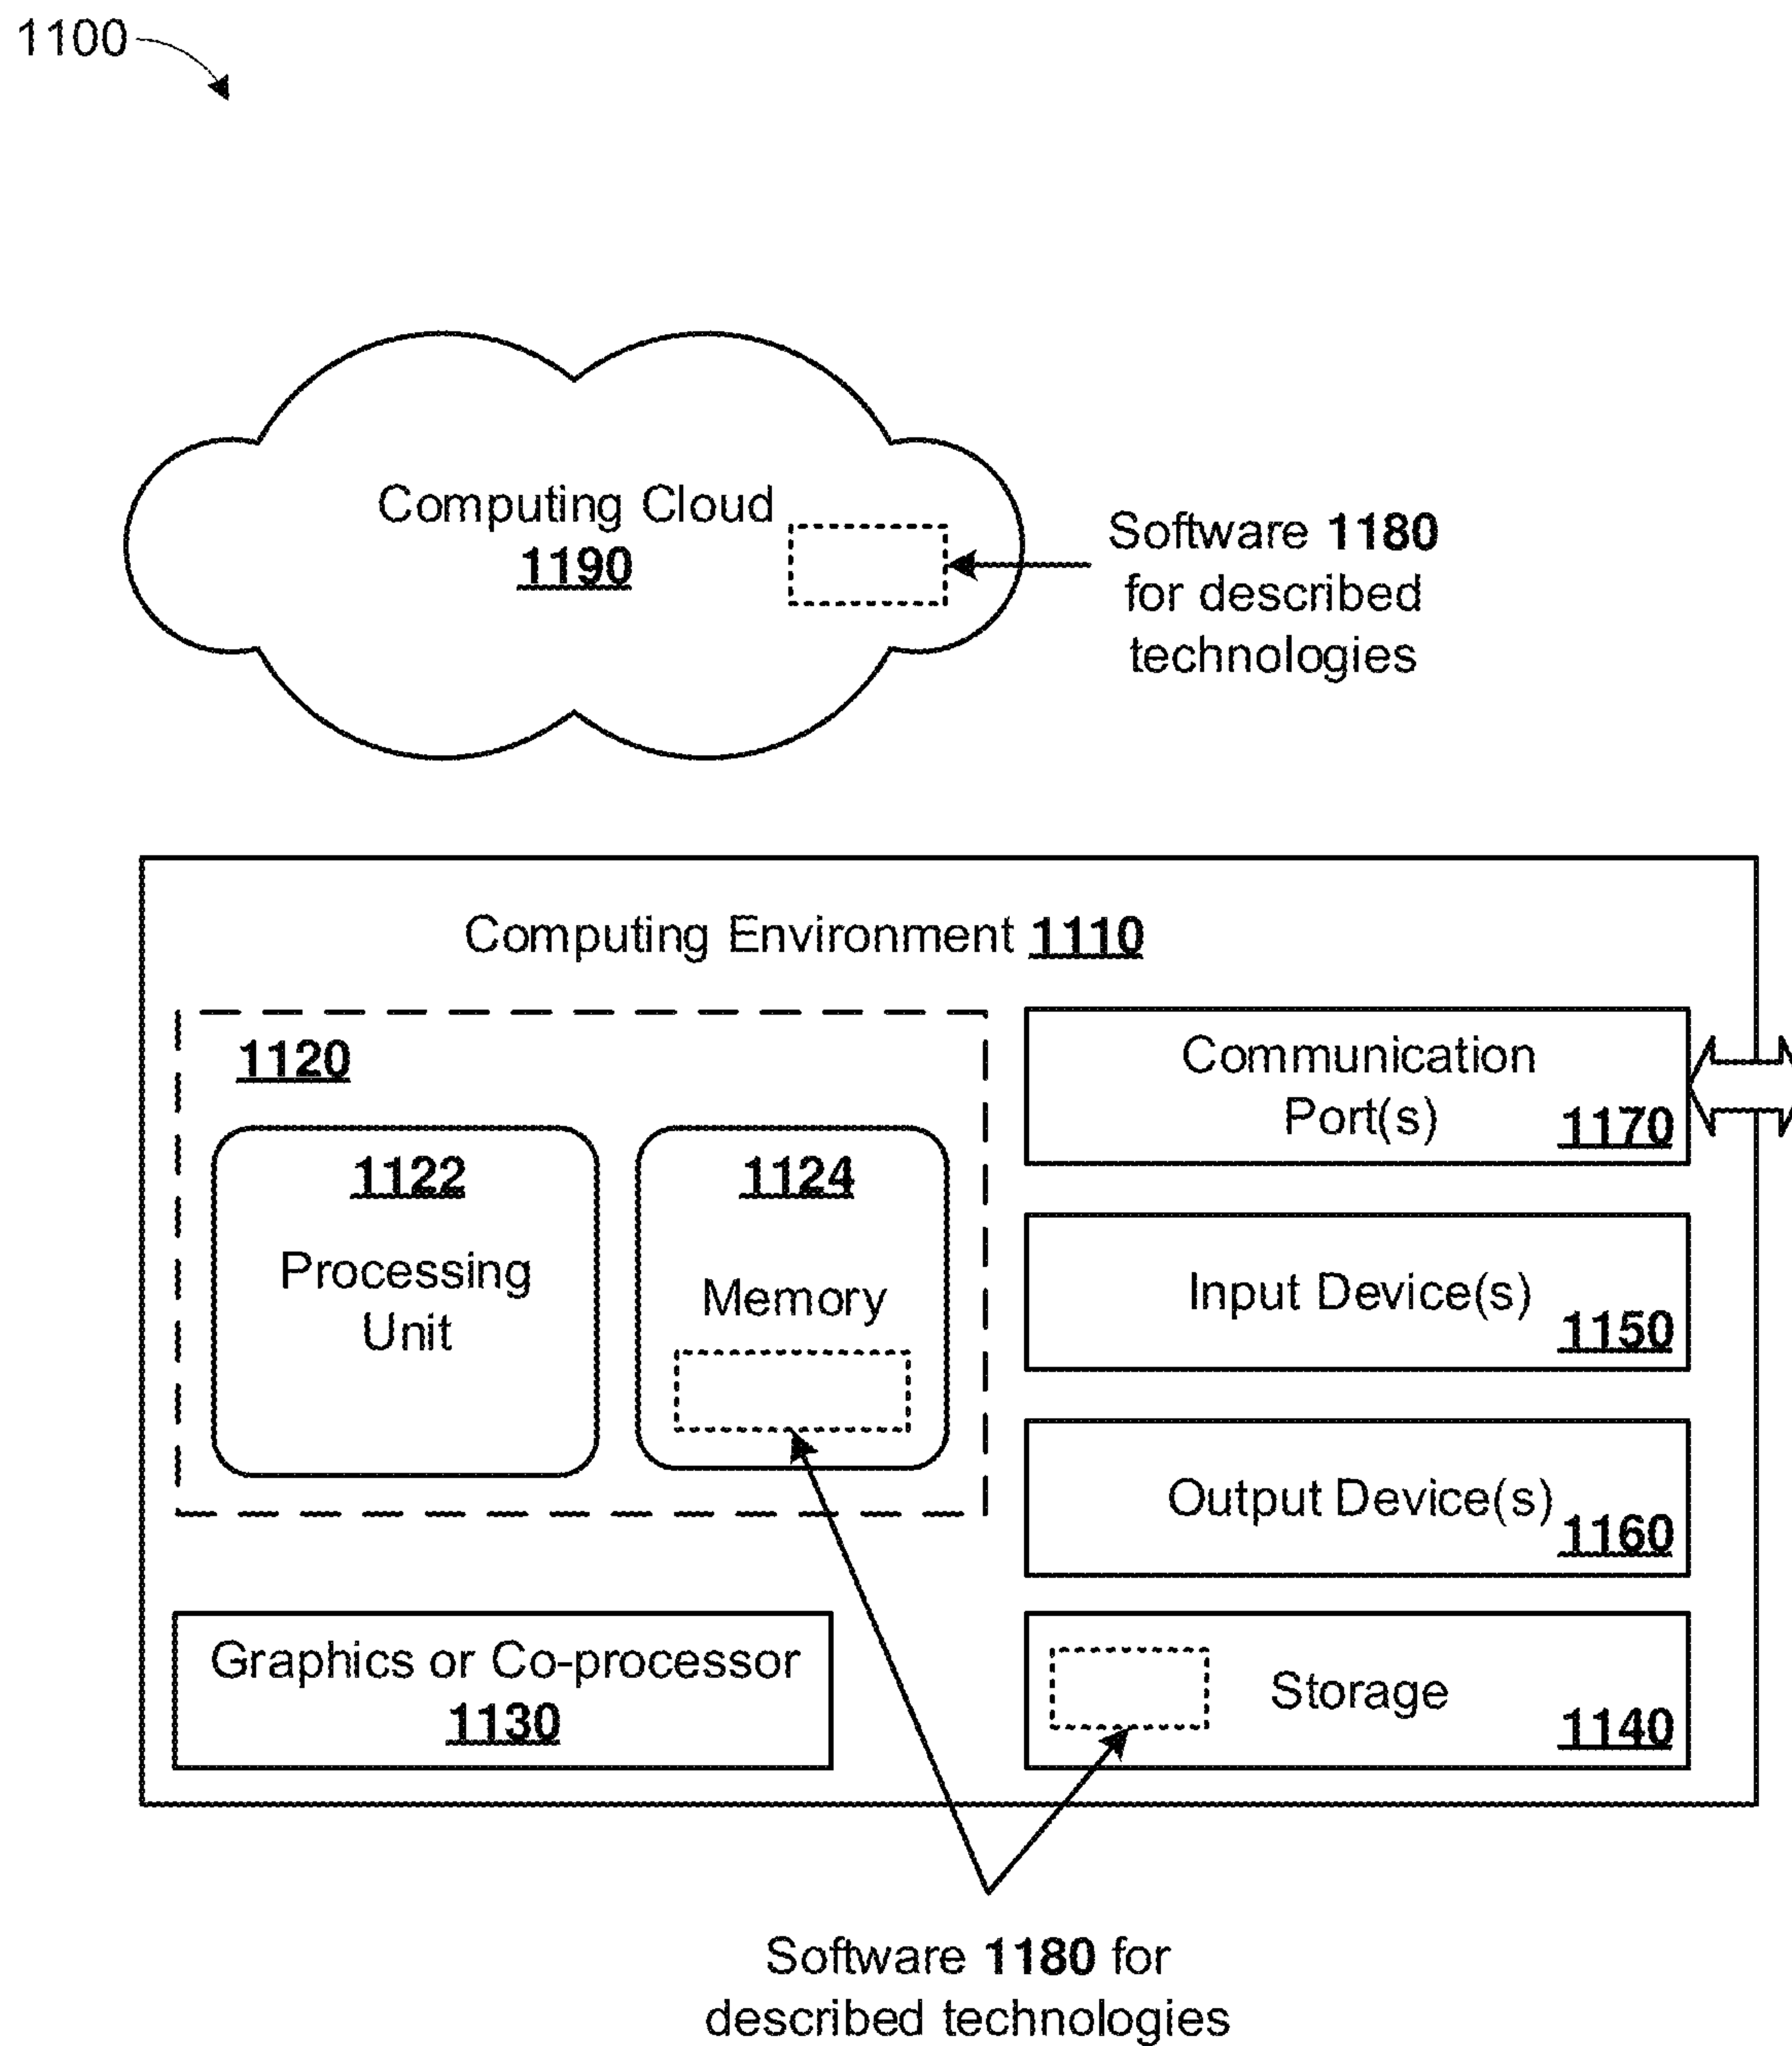 1100
Computing Cloud
1190
Software 1180
for described
technologies
Computing Environment 1110
1120
1122
Processing
Unit
1124
Memory
Communication
Port(s)
1170
Input Device(s)
1150
Output Device(s)
1160
Graphics or Co-processor
1130
Storage
1140
Software 1180 for
described technologies